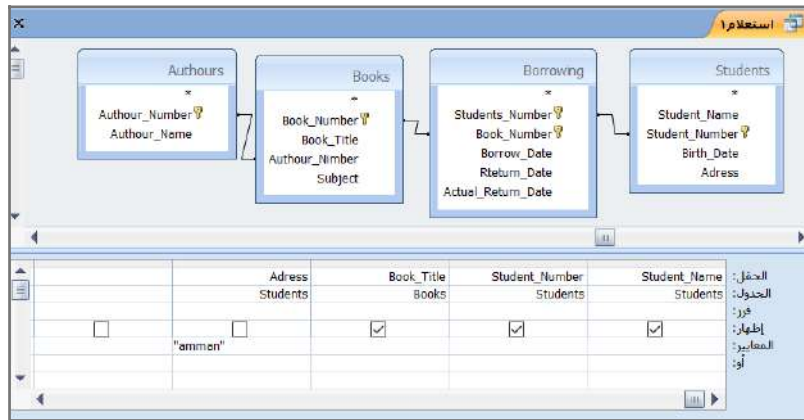 استعلام١
Students
*
Student_Name
Student_Number
Birth_Date
Adress
Borrowing
*
Students_Number
Book_Number
Borrow_Date
Rteturn_Date
Actual_Return_Date
Books
*
Book_Number
Book_Title
Authour_Nimber
Subject
Authours
*
Authour_Number
Authour_Name
الحقل: Student_Name Student_Number Book_Title Adress
الجدول: Students Students Books Students
فرز:
إظهار:
المعايير: "amman"
أو: